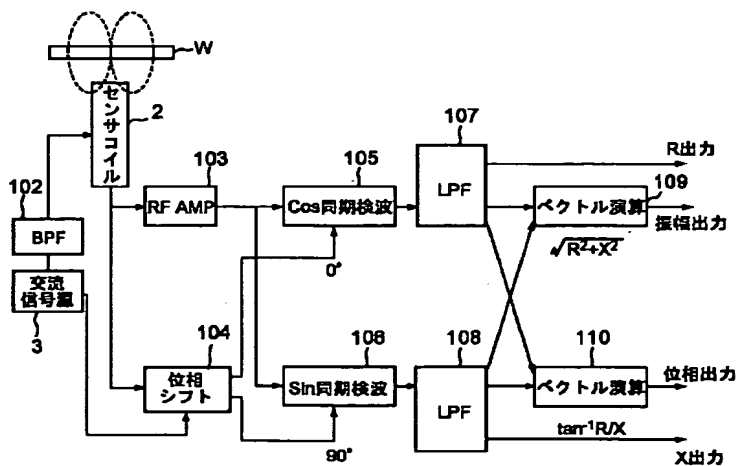 W
センサコイル
2
102
BPF
交流
信号源
3
103
RF AMP
104
位相
シフト
0°
90°
105
Cos同期検波
106
Sin同期検波
107
LPF
108
LPF
R出力
ベクトル演算
109
振幅出力
√R²+X²
110
ベクトル演算
位相出力
tan⁻¹R/X
X出力